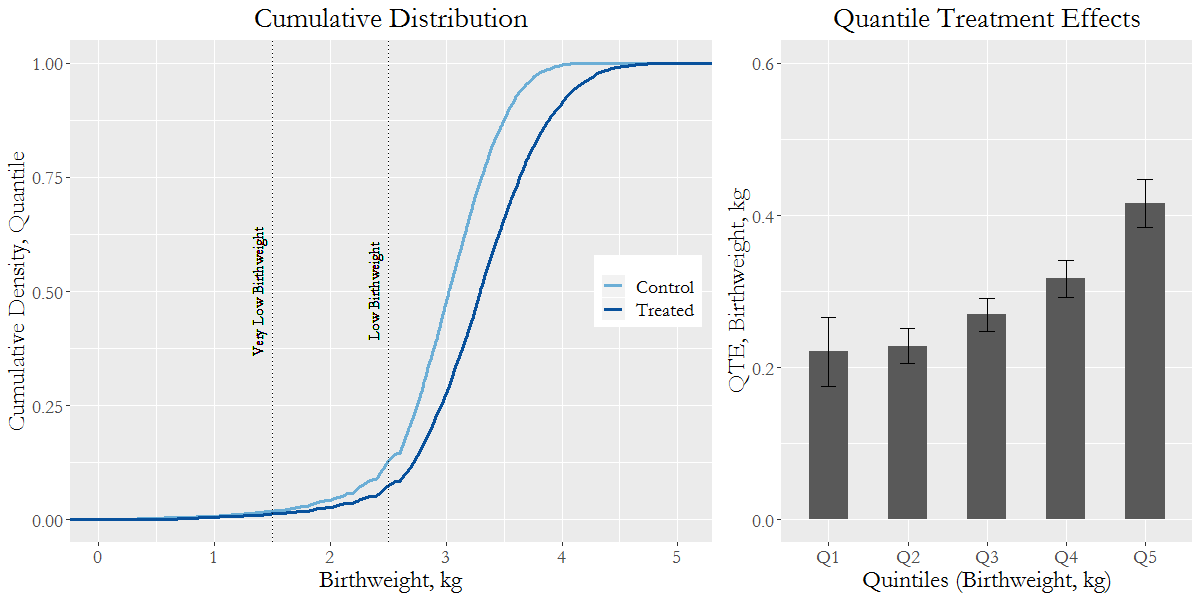 Cumulative Distribution
Cumulative Density, Quantile
1.00
0.75
0.50
0.25
0.00
Very Low Birthweight
Low Birthweight
Control
Treated
0
1
2
3
4
5
Birthweight, kg
Quantile Treatment Effects
QTE, Birthweight, kg
0.6
0.4
0.2
0.0
Q1
Q2
Q3
Q4
Q5
Quintiles (Birthweight, kg)